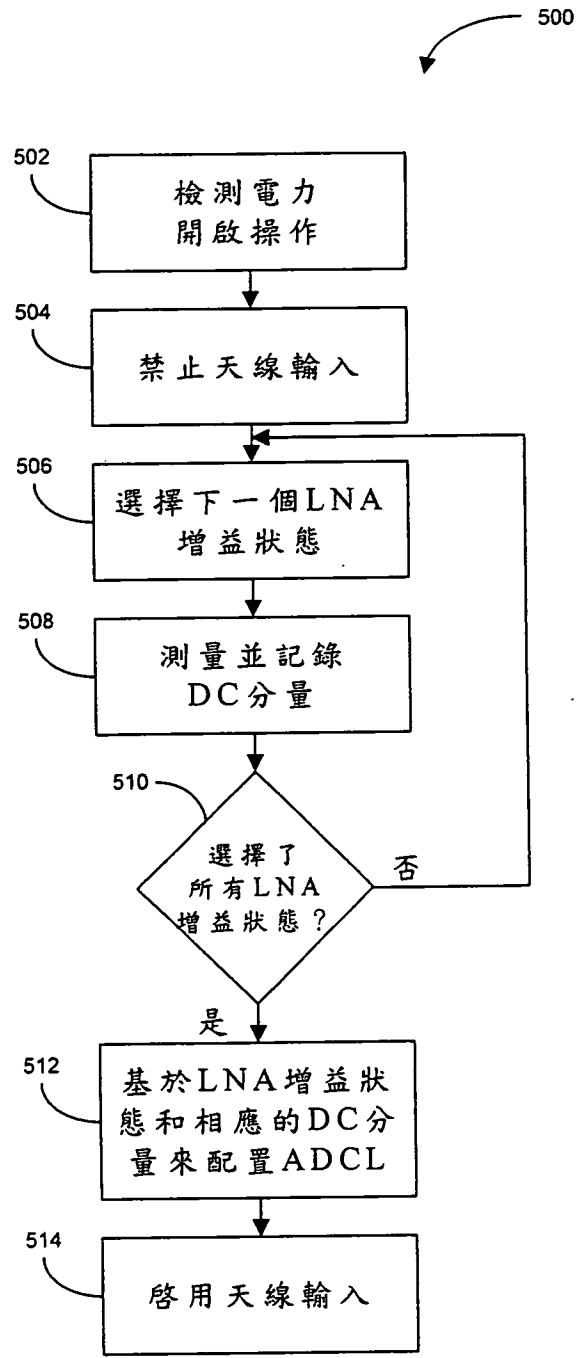 500
502
檢測電力
開啟操作
504
禁止天線輸入
506
選擇下一個LNA
增益狀態
508
測量並記錄
DC分量
510
選擇了
所有LNA
增益狀態？
否
是
512
基於LNA增益狀
態和相應的DC分
量來配置ADCL
514
啓用天線輸入